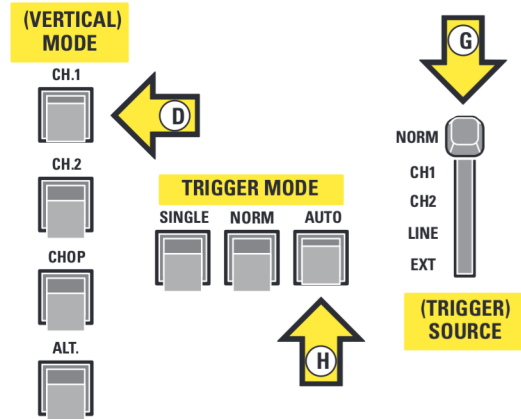 (VERTICAL)
MODE
CH.1
D
CH.2
CHOP
ALT.
TRIGGER MODE
SINGLE NORM AUTO
H
G
NORM
CH1
CH2
LINE
EXT
(TRIGGER)
SOURCE